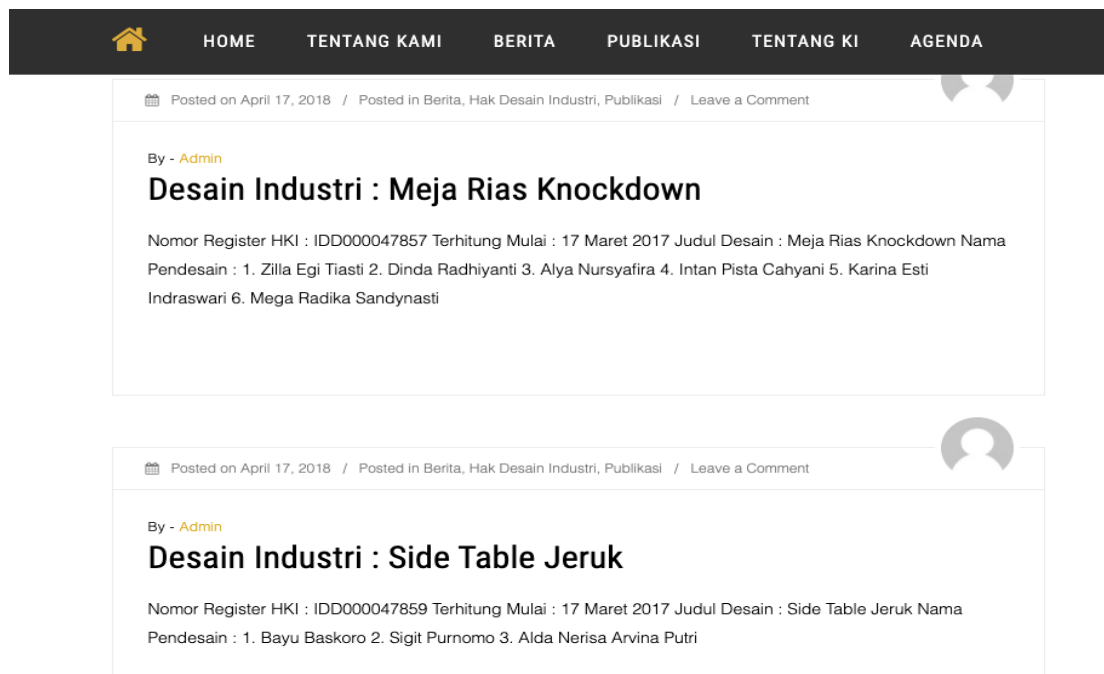 HOME TENTANG KAMI BERITA PUBLIKASI TENTANG KI AGENDA
Posted on April 17, 2018 / Posted in Berita, Hak Desain Industri, Publikasi / Leave a Comment
By - Admin
Desain Industri : Meja Rias Knockdown
Nomor Register HKI : IDD000047857 Terhitung Mulai : 17 Maret 2017 Judul Desain : Meja Rias Knockdown Nama
Pendesain : 1. Zilla Egi Tiasti 2. Dinda Radhiyanti 3. Alya Nursyafira 4. Intan Pista Cahyani 5. Karina Esti
Indraswari 6. Mega Radika Sandynasti
Posted on April 17, 2018 / Posted in Berita, Hak Desain Industri, Publikasi / Leave a Comment
By - Admin
Desain Industri : Side Table Jeruk
Nomor Register HKI : IDD000047859 Terhitung Mulai : 17 Maret 2017 Judul Desain : Side Table Jeruk Nama
Pendesain : 1. Bayu Baskoro 2. Sigit Purnomo 3. Alda Nerisa Arvina Putri